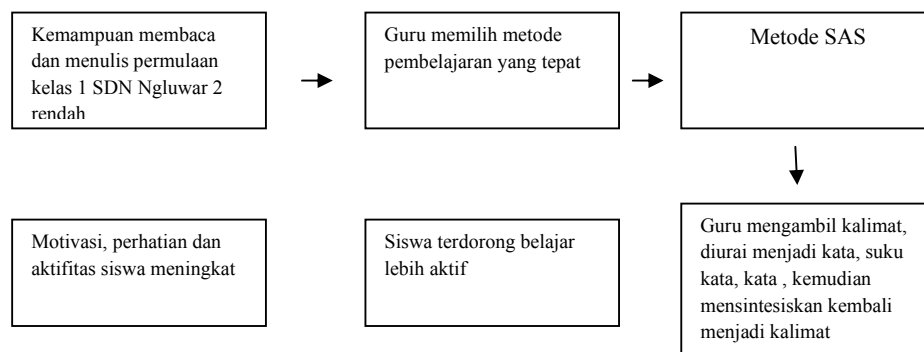 Kemampuan membaca
dan menulis permulaan
kelas 1 SDN Ngluwar 2
rendah
Guru memilih metode
pembelajaran yang tepat
Metode SAS
Guru mengambil kalimat,
diurai menjadi kata, suku
kata, kata , kemudian
mensintesiskan kembali
menjadi kalimat
Siswa terdorong belajar
lebih aktif
Motivasi, perhatian dan
aktifitas siswa meningkat